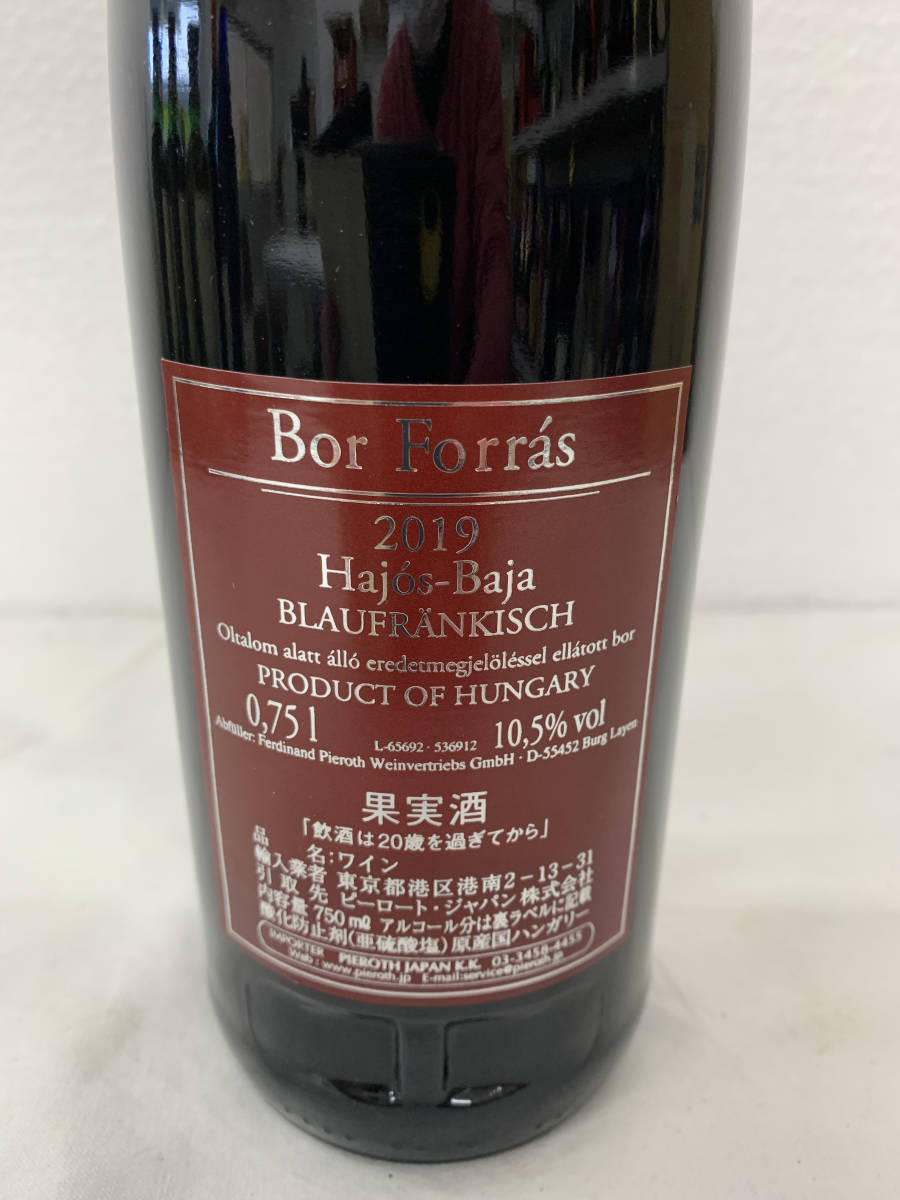 Bor Forrás
2019
Hajós-Baja
BLAUFRÄNKISCH
Oltalom alatt álló eredetmegjelöléssel ellátott bor
PRODUCT OF HUNGARY
0,75 l L-65692 · 536912 10,5% vol
Abfüller: Ferdinand Pieroth Weinvertriebs GmbH · D-55452 Burg Layen
果実酒
「飲酒は20歳を過ぎてから」
品 名:ワイン
輸入業者 東京都港区港南2-13-31
引取先 ピーロート・ジャパン株式会社
内容量 750mℓ アルコール分は裏ラベルに記載
酸化防止剤(亜硫酸塩) 原産国ハンガリー
IMPORTER PIEROTH JAPAN K.K. 03-3458-4455
Web : www.pieroth.jp E-mail:service@pieroth.jp